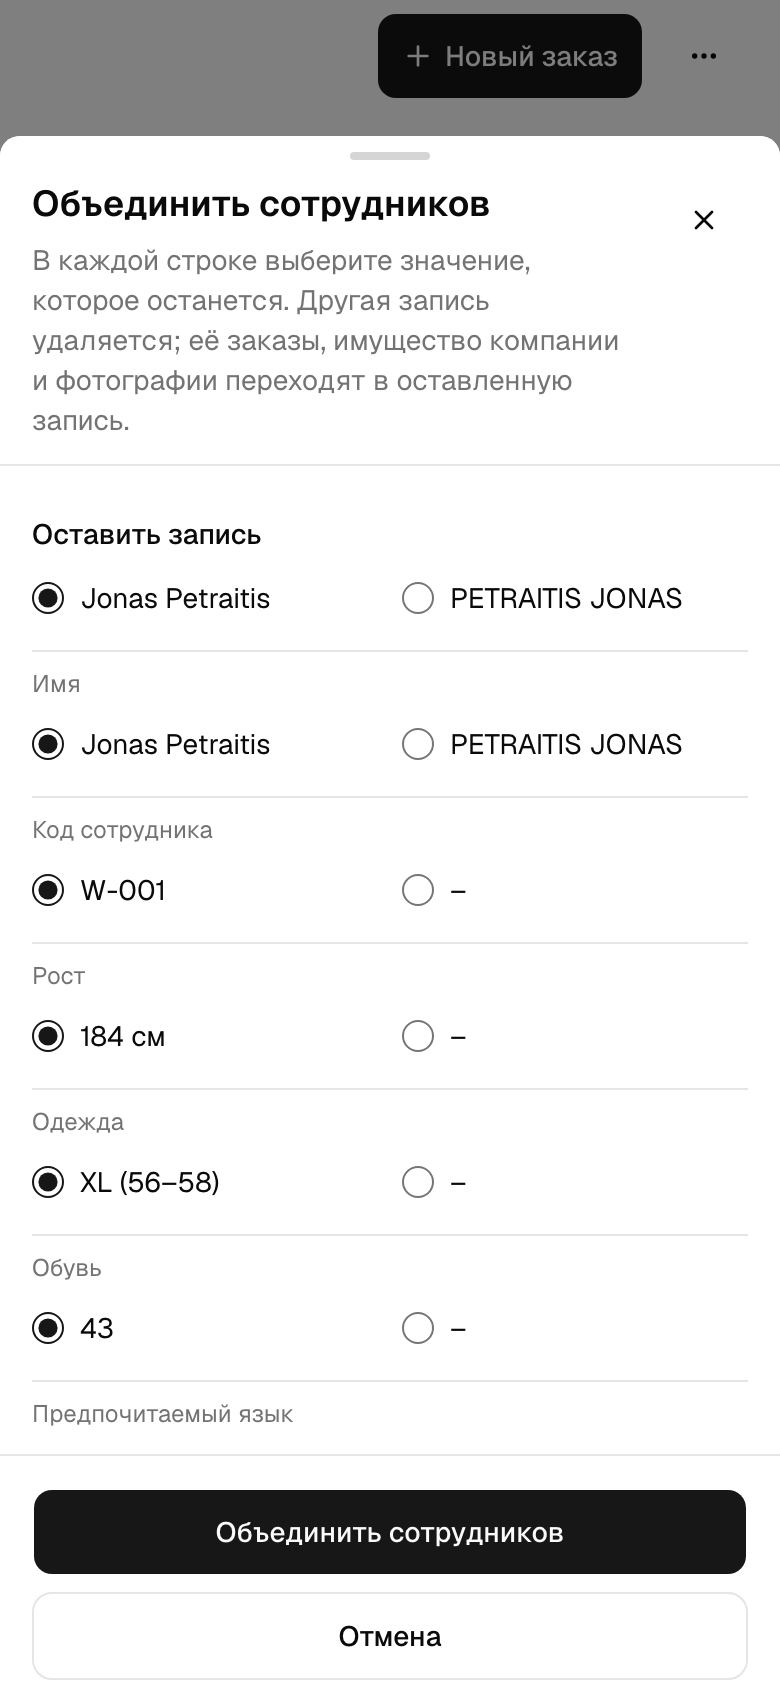 Новый заказ
Объединить сотрудников
В каждой строке выберите значение,
которое останется. Другая запись
удаляется; её заказы, имущество компании
и фотографии переходят в оставленную
запись.
Оставить запись
Jonas Petraitis PETRAITIS JONAS
Имя
Jonas Petraitis PETRAITIS JONAS
Код сотрудника
W-001 –
Рост
184 см –
Одежда
XL (56–58) –
Обувь
43 –
Предпочитаемый язык
Объединить сотрудников
Отмена